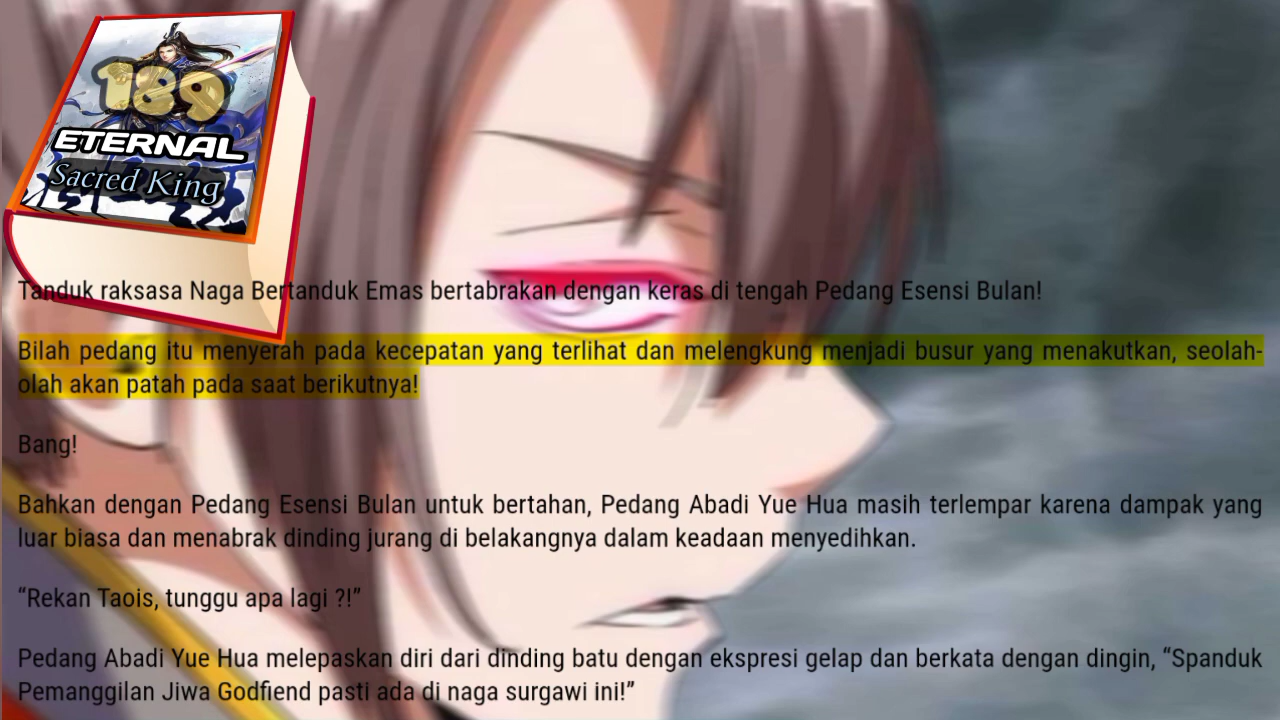 189
ETERNAL
Sacred King
Tanduk raksasa Naga Bertanduk Emas bertabrakan dengan keras di tengah Pedang Esensi Bulan!
Bilah pedang itu menyerah pada kecepatan yang terlihat dan melengkung menjadi busur yang menakutkan, seolah-
olah akan patah pada saat berikutnya!
Bang!
Bahkan dengan Pedang Esensi Bulan untuk bertahan, Pedang Abadi Yue Hua masih terlempar karena dampak yang
luar biasa dan menabrak dinding jurang di belakangnya dalam keadaan menyedihkan.
“Rekan Taois, tunggu apa lagi ?!”
Pedang Abadi Yue Hua melepaskan diri dari dinding batu dengan ekspresi gelap dan berkata dengan dingin, “Spanduk
Pemanggilan Jiwa Godfiend pasti ada di naga surgawi ini!”